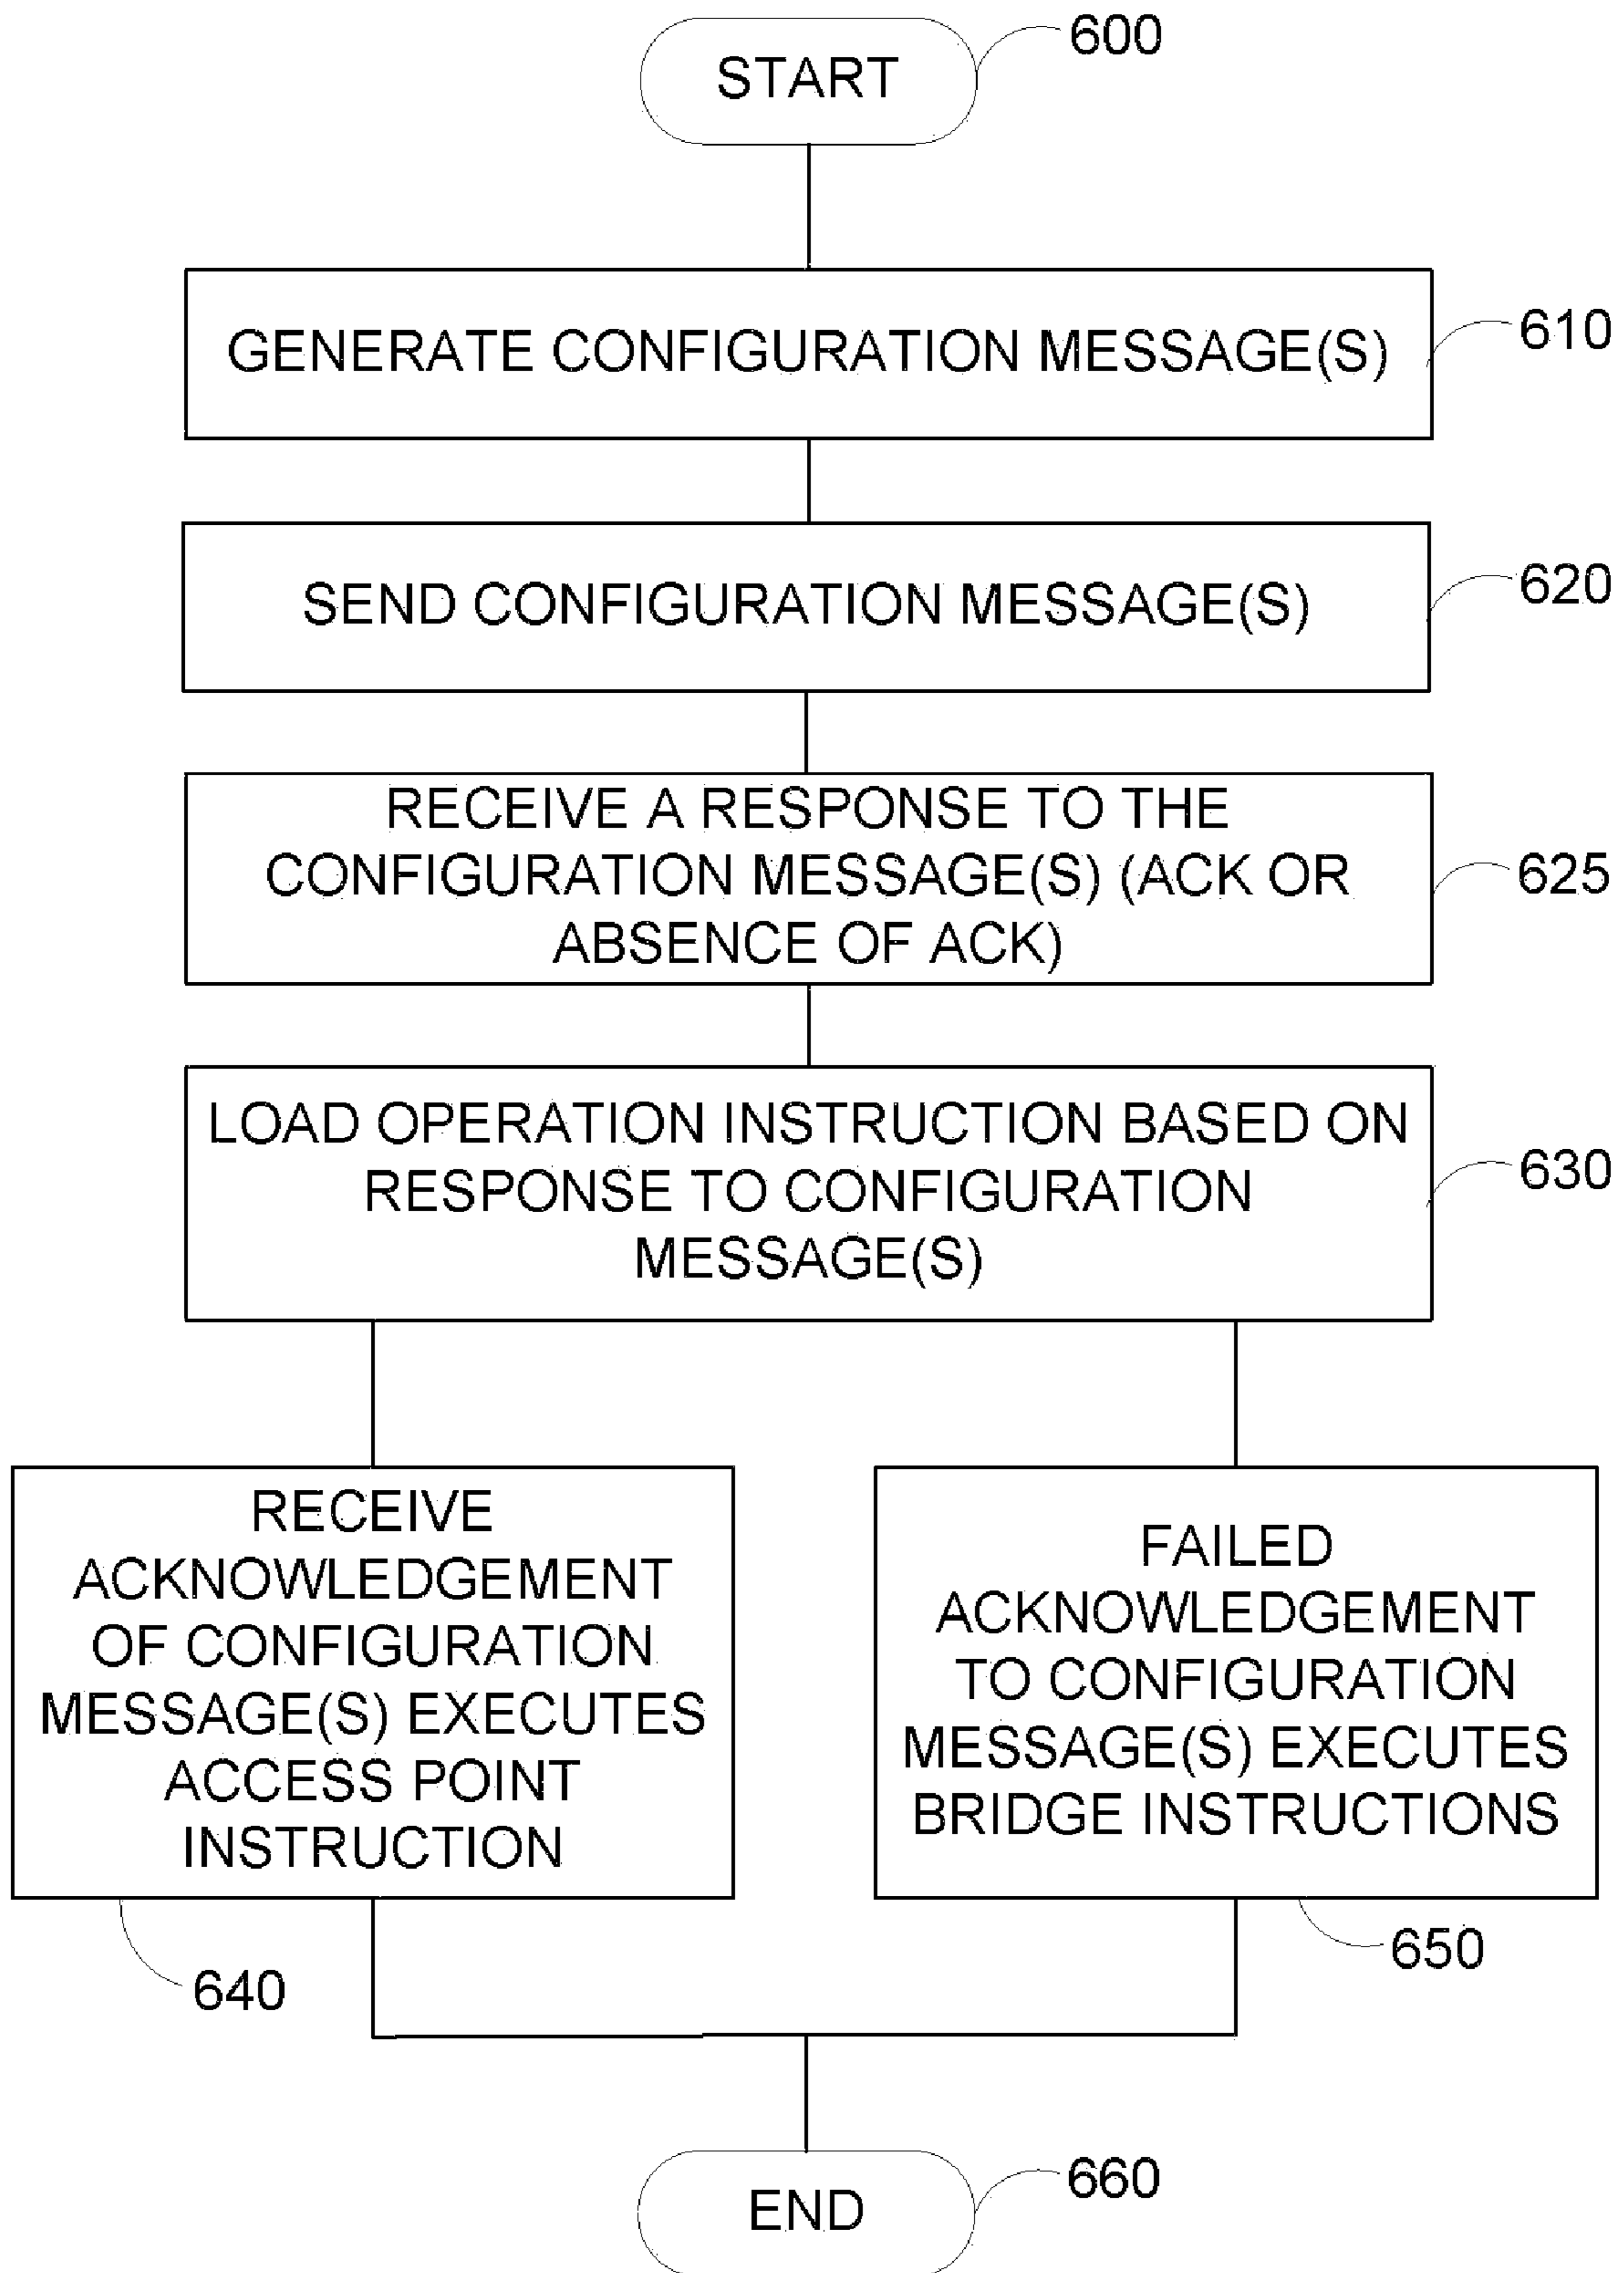 START
600
GENERATE CONFIGURATION MESSAGE(S)
610
SEND CONFIGURATION MESSAGE(S)
620
RECEIVE A RESPONSE TO THE
CONFIGURATION MESSAGE(S) (ACK OR
ABSENCE OF ACK)
625
LOAD OPERATION INSTRUCTION BASED ON
RESPONSE TO CONFIGURATION
MESSAGE(S)
630
RECEIVE
ACKNOWLEDGEMENT
OF CONFIGURATION
MESSAGE(S) EXECUTES
ACCESS POINT
INSTRUCTION
640
FAILED
ACKNOWLEDGEMENT
TO CONFIGURATION
MESSAGE(S) EXECUTES
BRIDGE INSTRUCTIONS
650
END
660